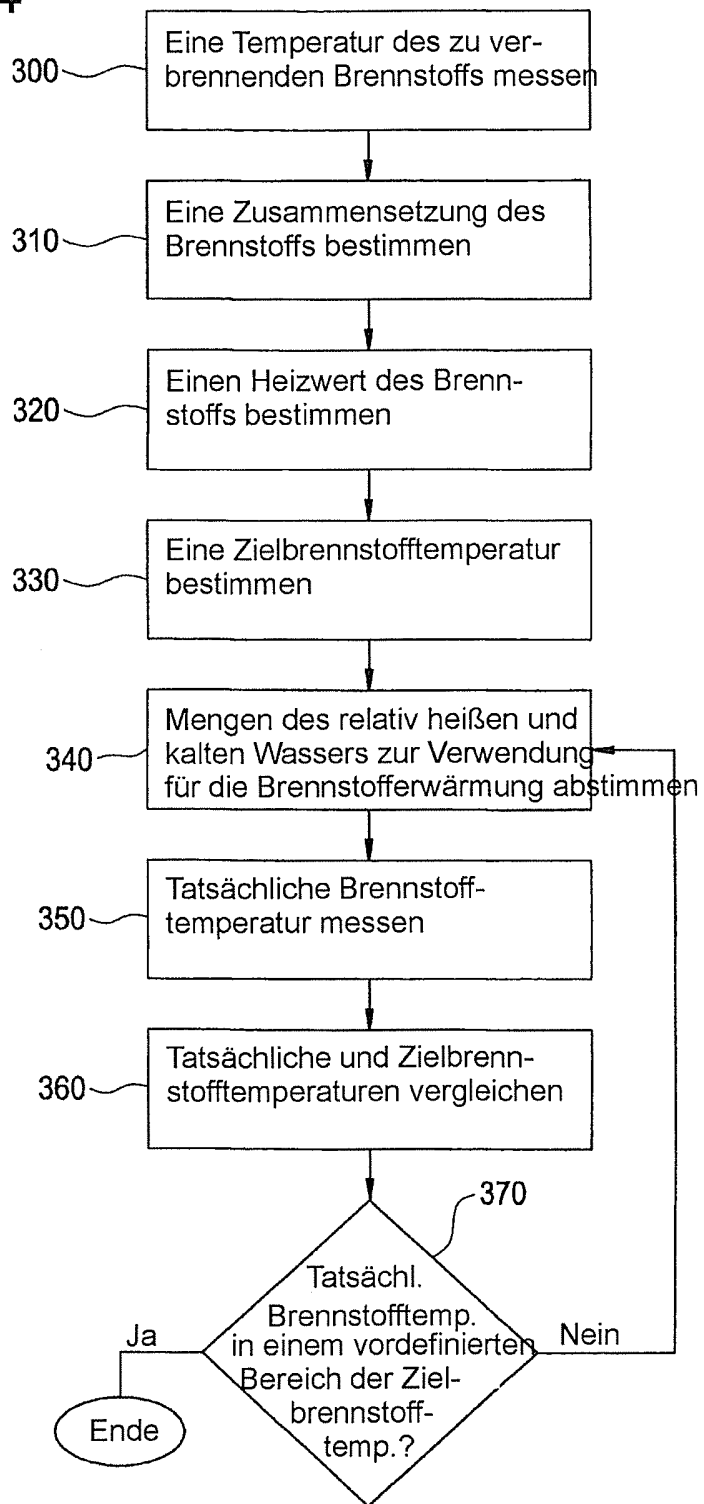 300
Eine Temperatur des zu ver-
brennenden Brennstoffs messen
310
Eine Zusammensetzung des
Brennstoffs bestimmen
320
Einen Heizwert des Brenn-
stoffs bestimmen
330
Eine Zielbrennstofftemperatur
bestimmen
340
Mengen des relativ heißen und
kalten Wassers zur Verwendung
für die Brennstofferwärmung abstimmen
350
Tatsächliche Brennstoff-
temperatur messen
360
Tatsächliche und Zielbrenn-
stofftemperaturen vergleichen
370
Tatsächl.
Brennstofftemp.
in einem vordefinierten
Bereich der Ziel-
brennstoff-
temp.?
Ja
Nein
Ende